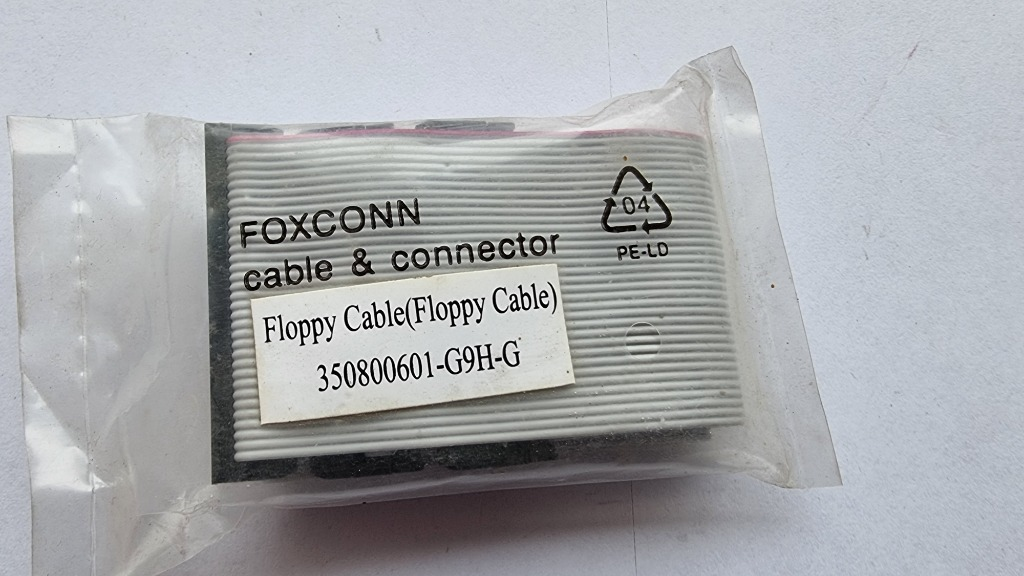 FOXCONN
cable & connector
04
PE-LD
Floppy Cable(Floppy Cable)
350800601-G9H-G